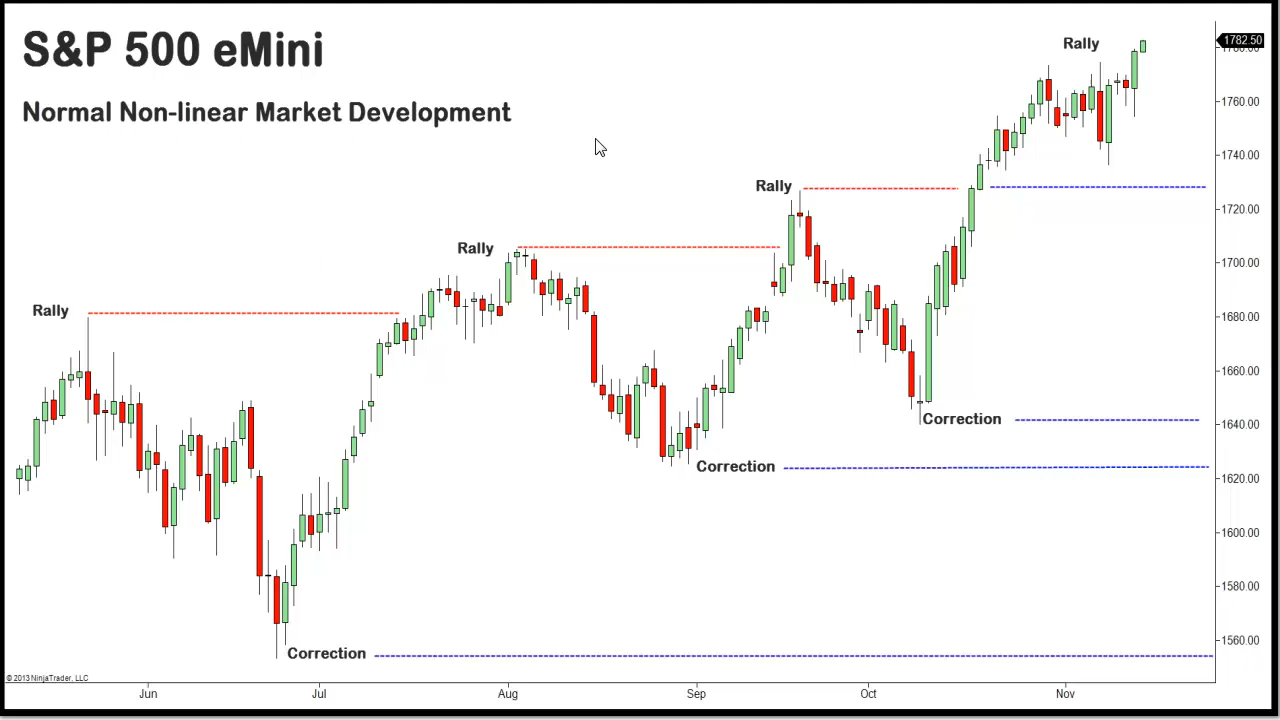 S&P 500 eMini
Normal Non-linear Market Development
Rally
1782.50
1760.00
1740.00
Rally
1720.00
Rally
1700.00
Rally
1680.00
1660.00
Correction
1640.00
Correction
1620.00
1600.00
1580.00
1560.00
Correction
© 2013 NinjaTrader, LLC
Jun Jul Aug Sep Oct Nov